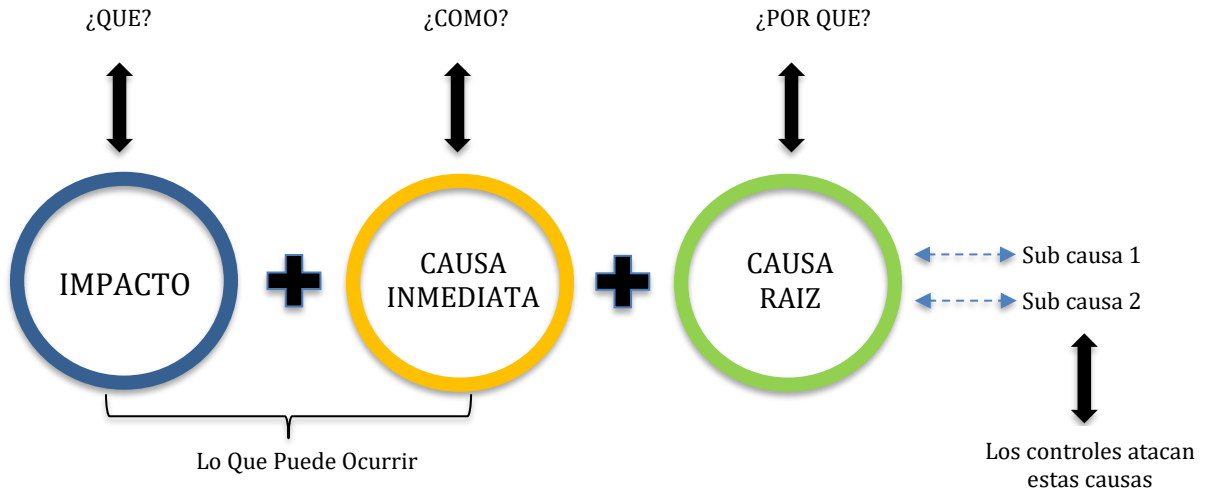 ¿QUE?
¿COMO?
¿POR QUE?
IMPACTO
CAUSA
INMEDIATA
CAUSA
RAIZ
Sub causa 1
Sub causa 2
Lo Que Puede Ocurrir
Los controles atacan
estas causas